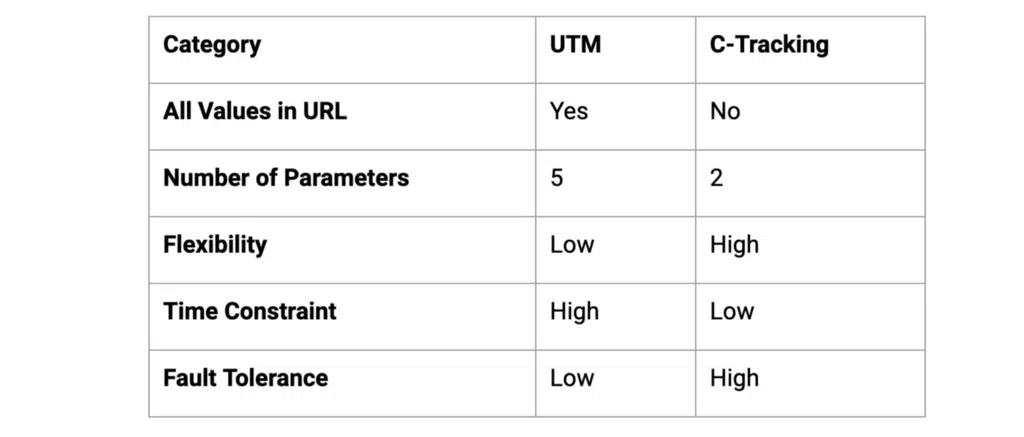 Category UTM C-Tracking
All Values in URL Yes No
Number of Parameters 5 2
Flexibility Low High
Time Constraint High Low
Fault Tolerance Low High